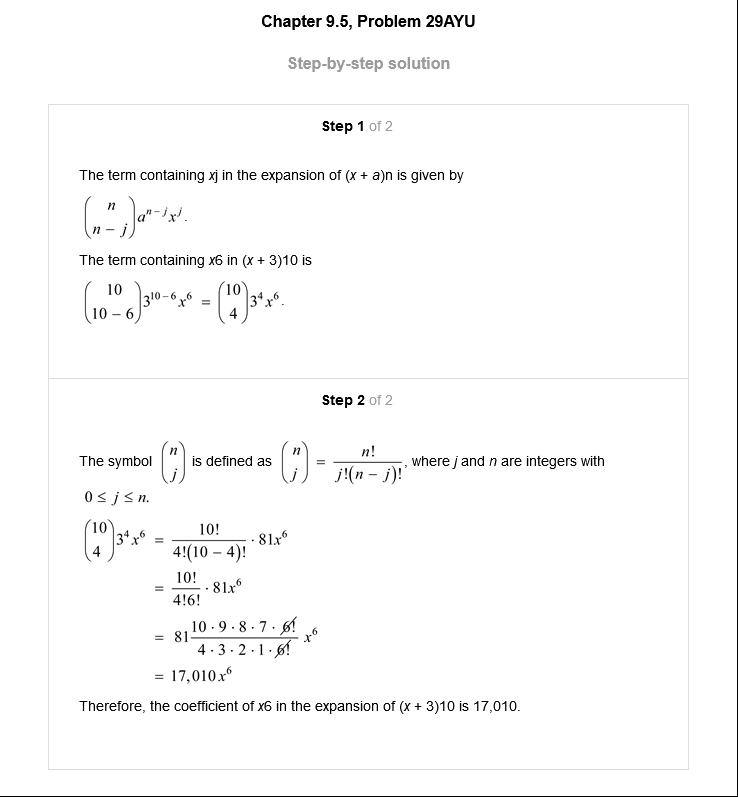 Chapter 9.5, Problem 29AYU
Step-by-step solution
Step 1 of 2
The term containing xj in the expansion of (x + a)n is given by
$\binom{n}{n-j} a^{n-j} x^j.$
The term containing x6 in (x + 3)10 is
$\binom{10}{10-6} 3^{10-6} x^6 = \binom{10}{4} 3^4 x^6.$
Step 2 of 2
The symbol $\binom{n}{j}$ is defined as $\binom{n}{j} = \frac{n!}{j!(n-j)!}$, where j and n are integers with
$0 \le j \le n.$
$\binom{10}{4} 3^4 x^6 = \frac{10!}{4!(10-4)!} \cdot 81x^6$
$= \frac{10!}{4!6!} \cdot 81x^6$
$= 81 \frac{10 \cdot 9 \cdot 8 \cdot 7 \cdot \cancel{6!}}{4 \cdot 3 \cdot 2 \cdot 1 \cdot \cancel{6!}} x^6$
$= 17,010x^6$
Therefore, the coefficient of x6 in the expansion of (x + 3)10 is 17,010.